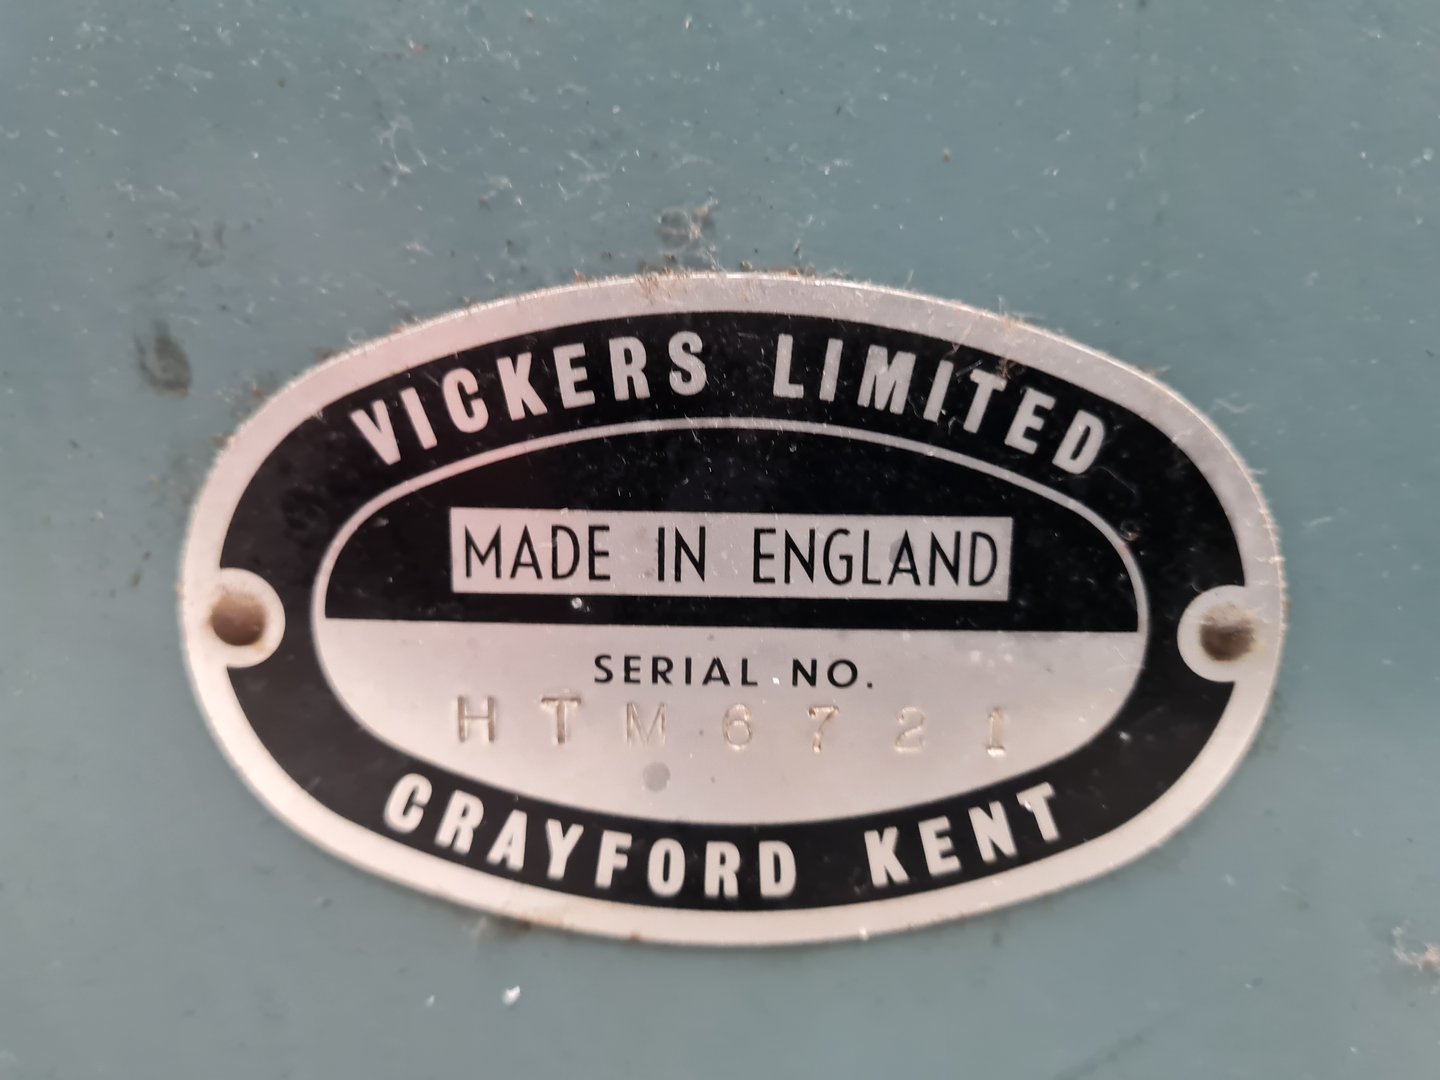 VICKERS LIMITED
MADE IN ENGLAND
SERIAL NO.
HTM6721
CRAYFORD KENT